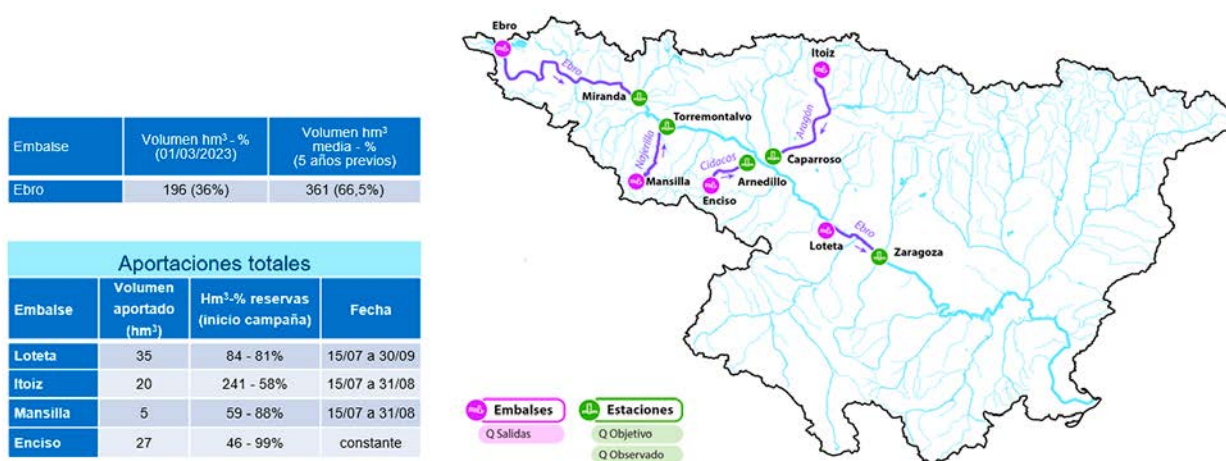 Embalse
Volumen hm³ - %
(01/03/2023)
Volumen hm³
media - %
(5 años previos)
Ebro
196 (36%)
361 (66,5%)
Aportaciones totales
Embalse
Volumen
aportado
(hm³)
Hm³-% reservas
(inicio campaña)
Fecha
Loteta
35
84 - 81%
15/07 a 30/09
Itoiz
20
241 - 58%
15/07 a 31/08
Mansilla
5
59 - 88%
15/07 a 31/08
Enciso
27
46 - 99%
constante
Ebro
Ebro
Miranda
Itoiz
Aragón
Torremontalvo
Najerilla
Mansilla
Cidacos
Arnedillo
Enciso
Caparroso
Loteta
Ebro
Zaragoza
Embalses
Q Salidas
Estaciones
Q Objetivo
Q Observado